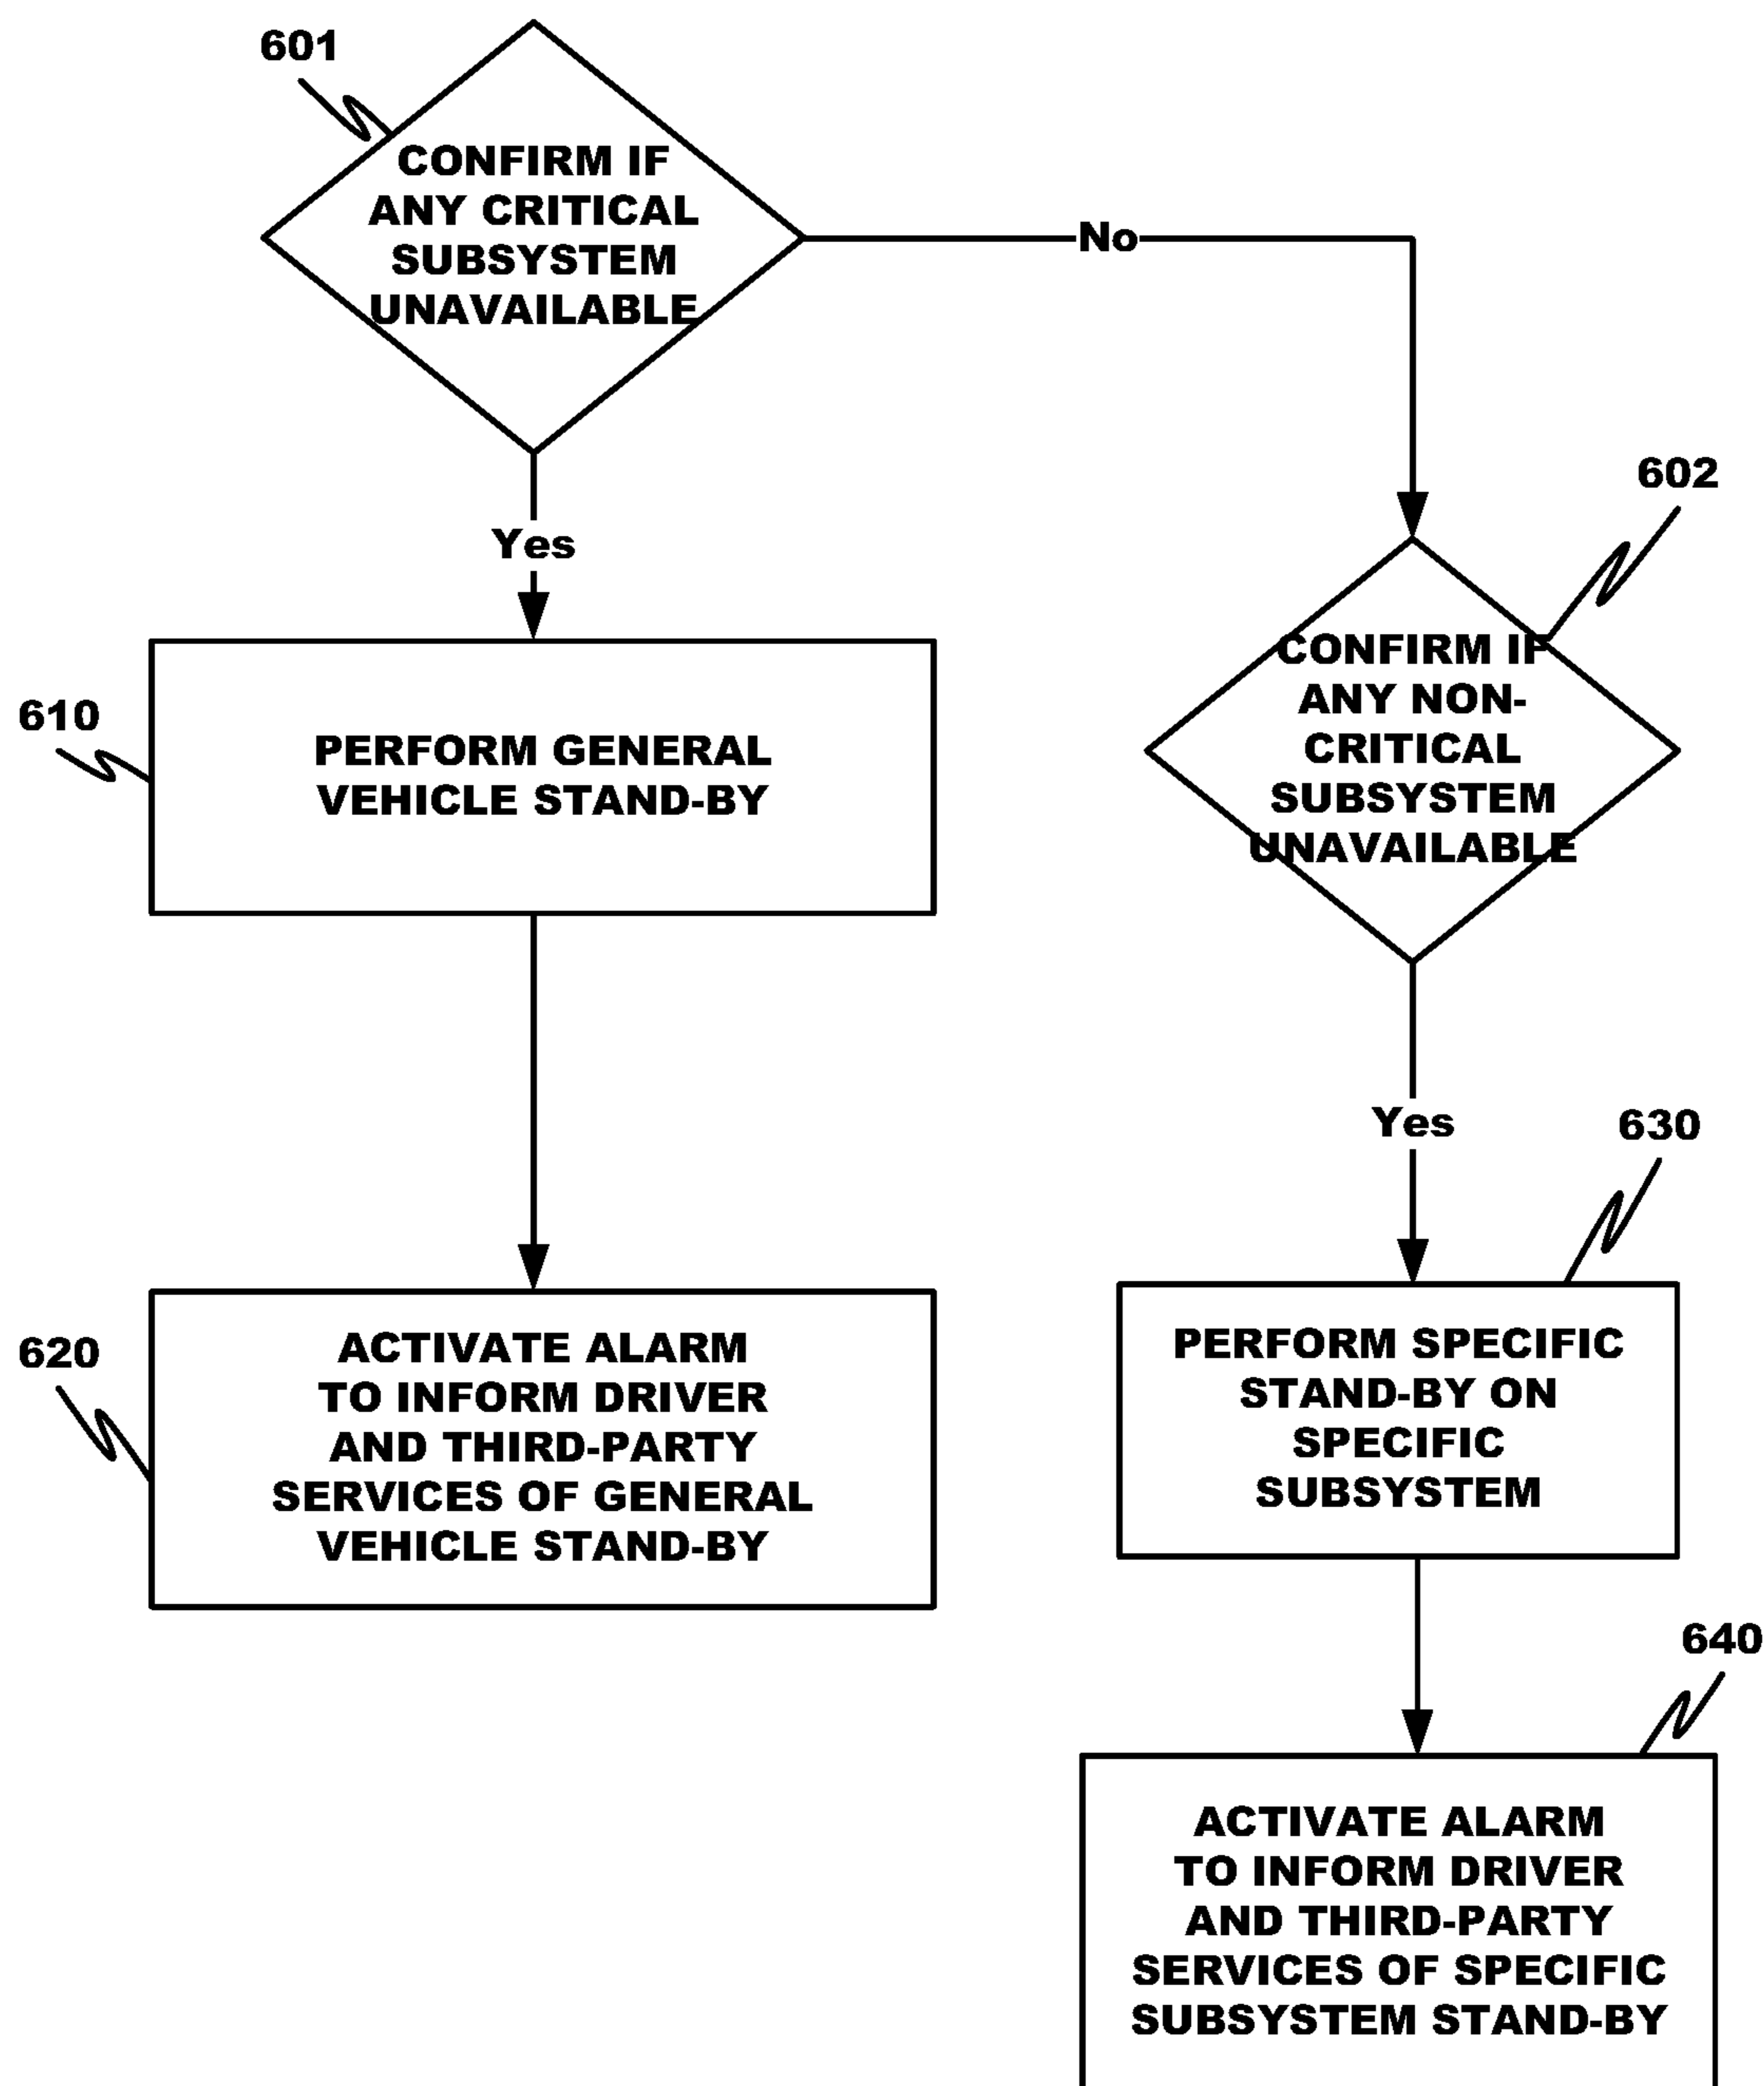 601
CONFIRM IF
ANY CRITICAL
SUBSYSTEM
UNAVAILABLE
No
Yes
602
CONFIRM IF
ANY NON-
CRITICAL
SUBSYSTEM
UNAVAILABLE
610
PERFORM GENERAL
VEHICLE STAND-BY
Yes
630
620
ACTIVATE ALARM
TO INFORM DRIVER
AND THIRD-PARTY
SERVICES OF GENERAL
VEHICLE STAND-BY
PERFORM SPECIFIC
STAND-BY ON
SPECIFIC
SUBSYSTEM
640
ACTIVATE ALARM
TO INFORM DRIVER
AND THIRD-PARTY
SERVICES OF SPECIFIC
SUBSYSTEM STAND-BY